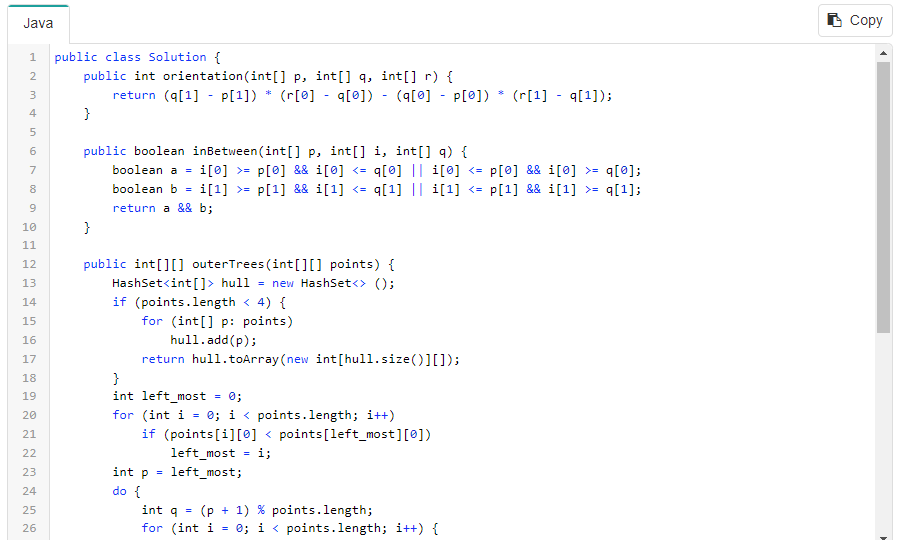 Java
Copy
1 public class Solution {
2     public int orientation(int[] p, int[] q, int[] r) {
3         return (q[1] - p[1]) * (r[0] - q[0]) - (q[0] - p[0]) * (r[1] - q[1]);
4     }
5
6     public boolean inBetween(int[] p, int[] i, int[] q) {
7         boolean a = i[0] >= p[0] && i[0] <= q[0] || i[0] <= p[0] && i[0] >= q[0];
8         boolean b = i[1] >= p[1] && i[1] <= q[1] || i[1] <= p[1] && i[1] >= q[1];
9         return a && b;
10     }
11
12     public int[][] outerTrees(int[][] points) {
13         HashSet<int[]> hull = new HashSet<> ();
14         if (points.length < 4) {
15             for (int[] p: points)
16                 hull.add(p);
17             return hull.toArray(new int[hull.size()][]);
18         }
19         int left_most = 0;
20         for (int i = 0; i < points.length; i++)
21             if (points[i][0] < points[left_most][0])
22                 left_most = i;
23         int p = left_most;
24         do {
25             int q = (p + 1) % points.length;
26             for (int i = 0; i < points.length; i++) {